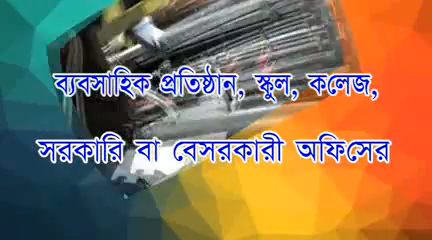 ব্যবসাহিক প্রতিষ্ঠান, স্কুল, কলেজ,
সরকারি বা বেসরকারী অফিসের